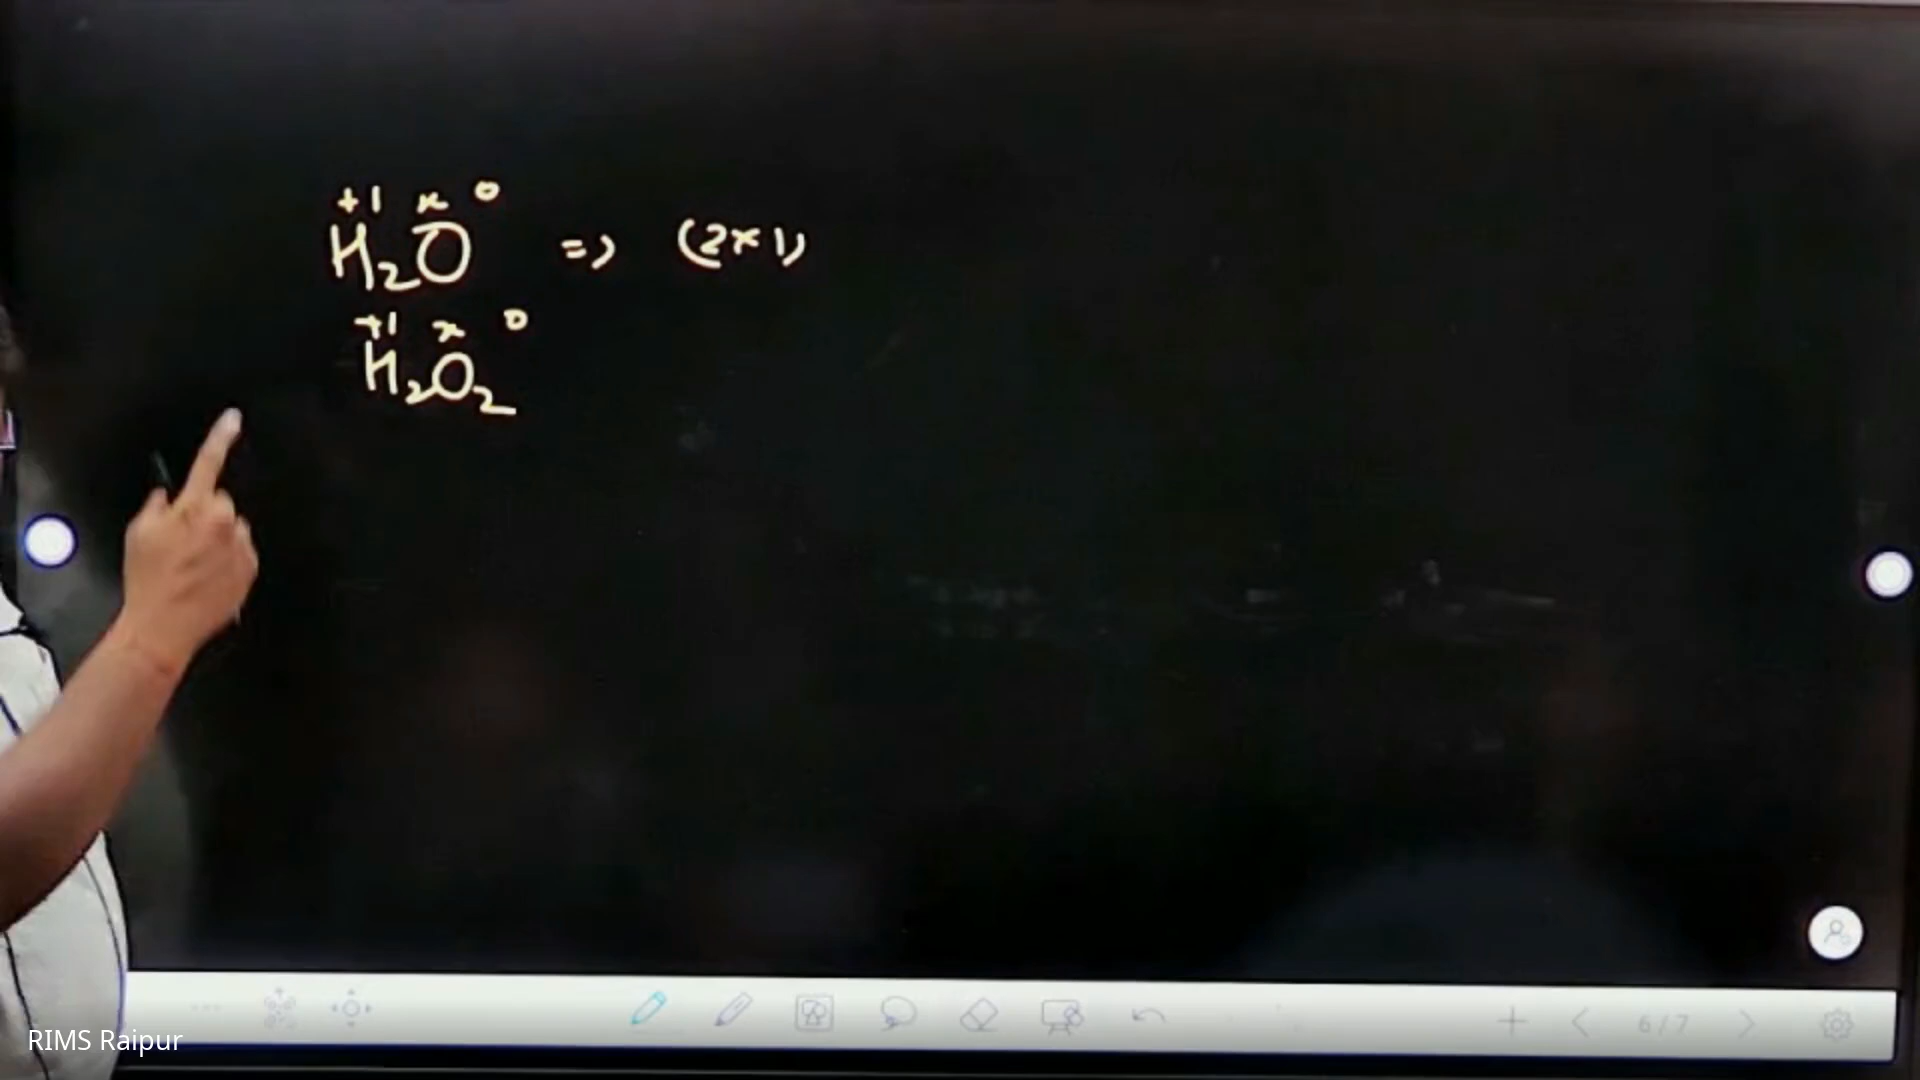 +1 x 0
H₂O => (2×1)
+1 x 0
H₂O₂
6/7
RIMS Raipur